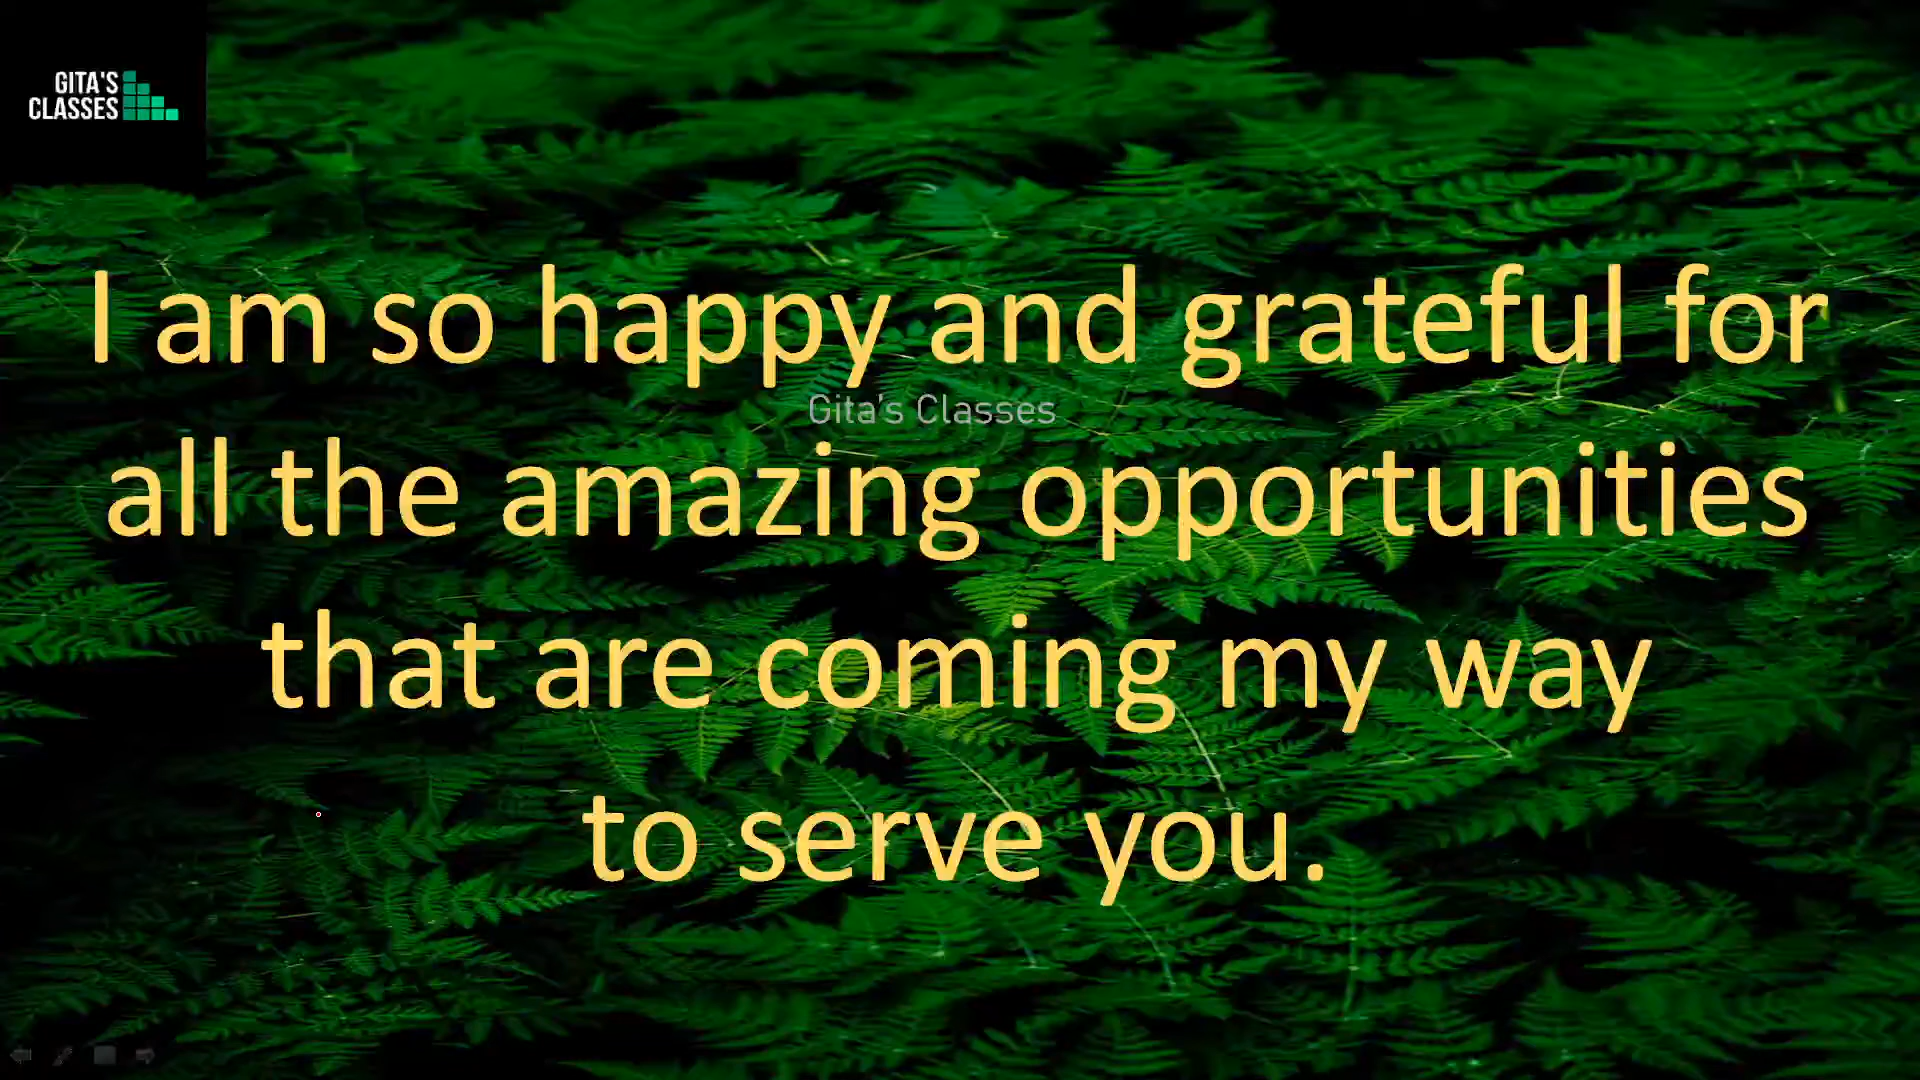 GITA'S
CLASSES
I am so happy and grateful for
Gita's Classes
all the amazing opportunities
that are coming my way
to serve you.